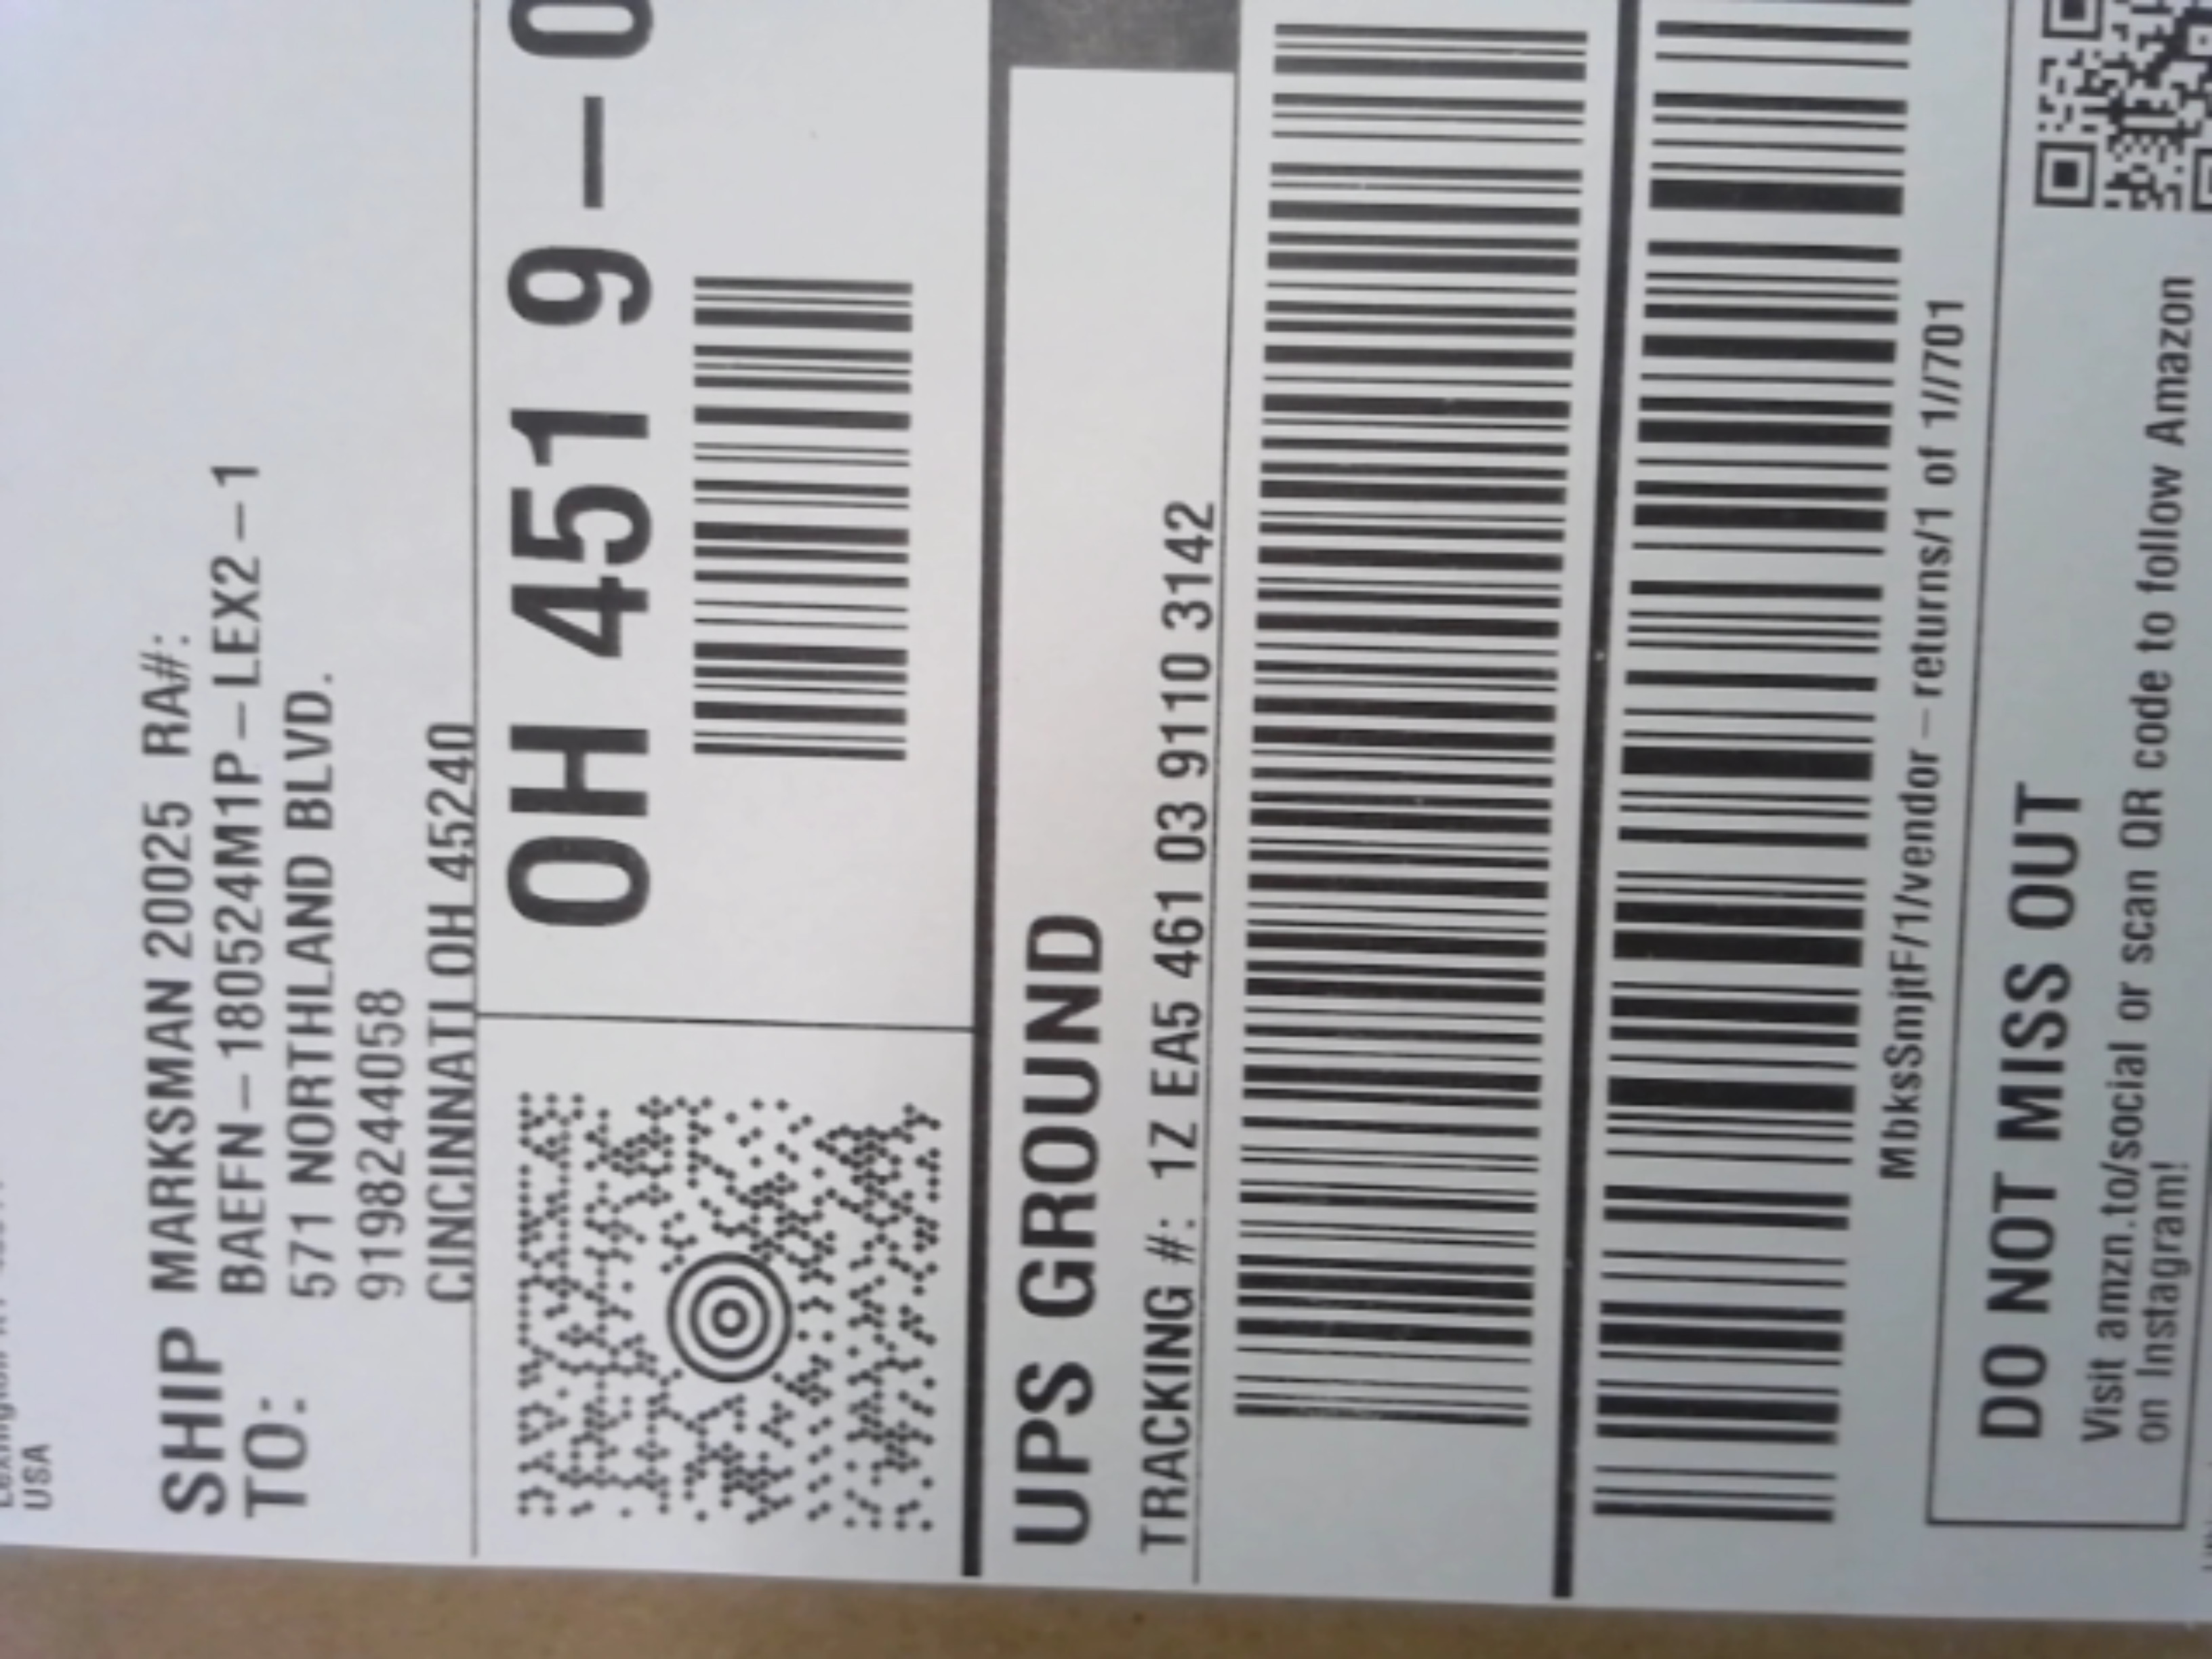 USA
SHIP TO:
MARKSMAN 20025 RA#:
BAEFN-180524M1P-LEX2-1
571 NORTHLAND BLVD.
9198244058
CINCINNATI OH 45240
OH 451 9-0
UPS GROUND
TRACKING #: 1Z EA5 461 03 9110 3142
MbksSmjtF/1/vendor-returns/1 of 1//701
DO NOT MISS OUT
Visit amzn.to/social or scan QR code to follow Amazon
on Instagram!